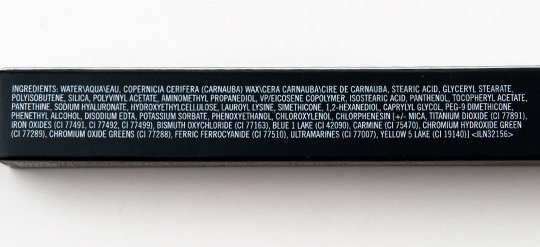 INGREDIENTS: WATER\AQUA\EAU, COPERNICIA CERIFERA (CARNAUBA) WAX\CERA CARNAUBA\CIRE DE CARNAUBA, STEARIC ACID, GLYCERYL STEARATE,
POLYISOBUTENE, SILICA, POLYVINYL ACETATE, AMINOMETHYL PROPANEDIOL, VP/EICOSENE COPOLYMER, ISOSTEARIC ACID, PANTHENOL, TOCOPHERYL ACETATE,
PANTETHINE, SODIUM HYALURONATE, HYDROXYETHYLCELLULOSE, LAUROYL LYSINE, SIMETHICONE, 1,2-HEXANEDIOL, CAPRYLYL GLYCOL, PEG-9 DIMETHICONE,
PHENETHYL ALCOHOL, DISODIUM EDTA, POTASSIUM SORBATE, PHENOXYETHANOL, CHLOROXYLENOL, CHLORPHENESIN [+/- MICA, TITANIUM DIOXIDE (CI 77891),
IRON OXIDES (CI 77491, CI 77492, CI 77499), BISMUTH OXYCHLORIDE (CI 77163), BLUE 1 LAKE (CI 42090), CARMINE (CI 75470), CHROMIUM HYDROXIDE GREEN
(CI 77289), CHROMIUM OXIDE GREENS (CI 77288), FERRIC FERROCYANIDE (CI 77510), ULTRAMARINES (CI 77007), YELLOW 5 LAKE (CI 19140)] <ILN32156>